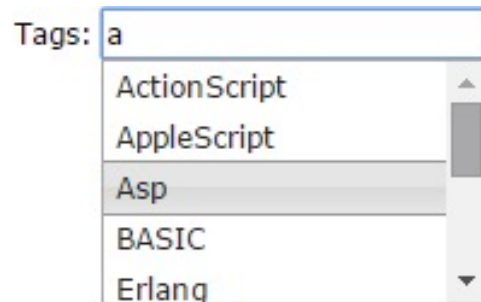 Tags: a
ActionScript
AppleScript
Asp
BASIC
Erlang